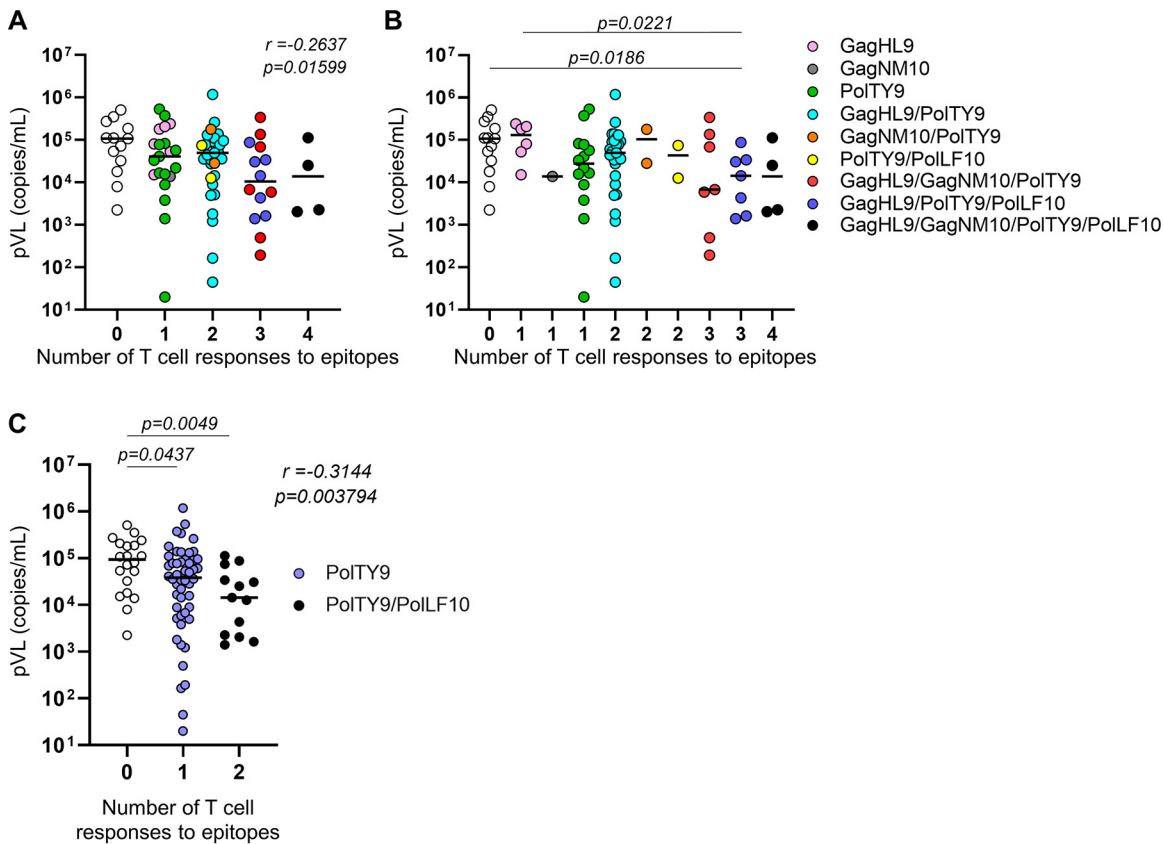 A
r =-0.2637
p=0.01599
10⁷
10⁶
10⁵
10⁴
10³
10²
10¹
pVL (copies/mL)
0 1 2 3 4
Number of T cell responses to epitopes
B
p=0.0221
p=0.0186
10⁷
10⁶
10⁵
10⁴
10³
10²
10¹
pVL (copies/mL)
0 1 1 1 2 2 2 3 3 4
Number of T cell responses to epitopes
GagHL9
GagNM10
PolTY9
GagHL9/PolTY9
GagNM10/PolTY9
PolTY9/PolLF10
GagHL9/GagNM10/PolTY9
GagHL9/PolTY9/PolLF10
GagHL9/GagNM10/PolTY9/PolLF10
C
p=0.0049
p=0.0437
r =-0.3144
p=0.003794
10⁷
10⁶
10⁵
10⁴
10³
10²
10¹
pVL (copies/mL)
0 1 2
Number of T cell
responses to epitopes
PolTY9
PolTY9/PolLF10